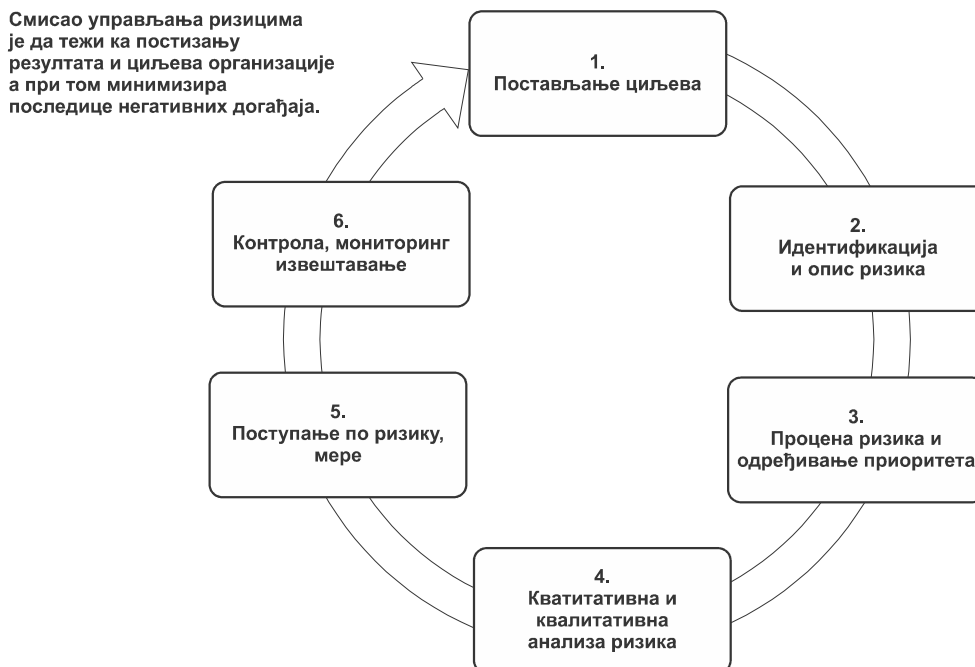 Смисао управљања ризицима
је да тежи ка постизању
резултата и циљева организације
а при том минимизира
последице негативних догађаја.
1.
Постављање циљева
2.
Идентификација
и опис ризика
3.
Процена ризика и
одређивање приоритета
4.
Кватитативна и
квалитативна
анализа ризика
5.
Поступање по ризику,
мере
6.
Контрола, мониторинг
извештавање